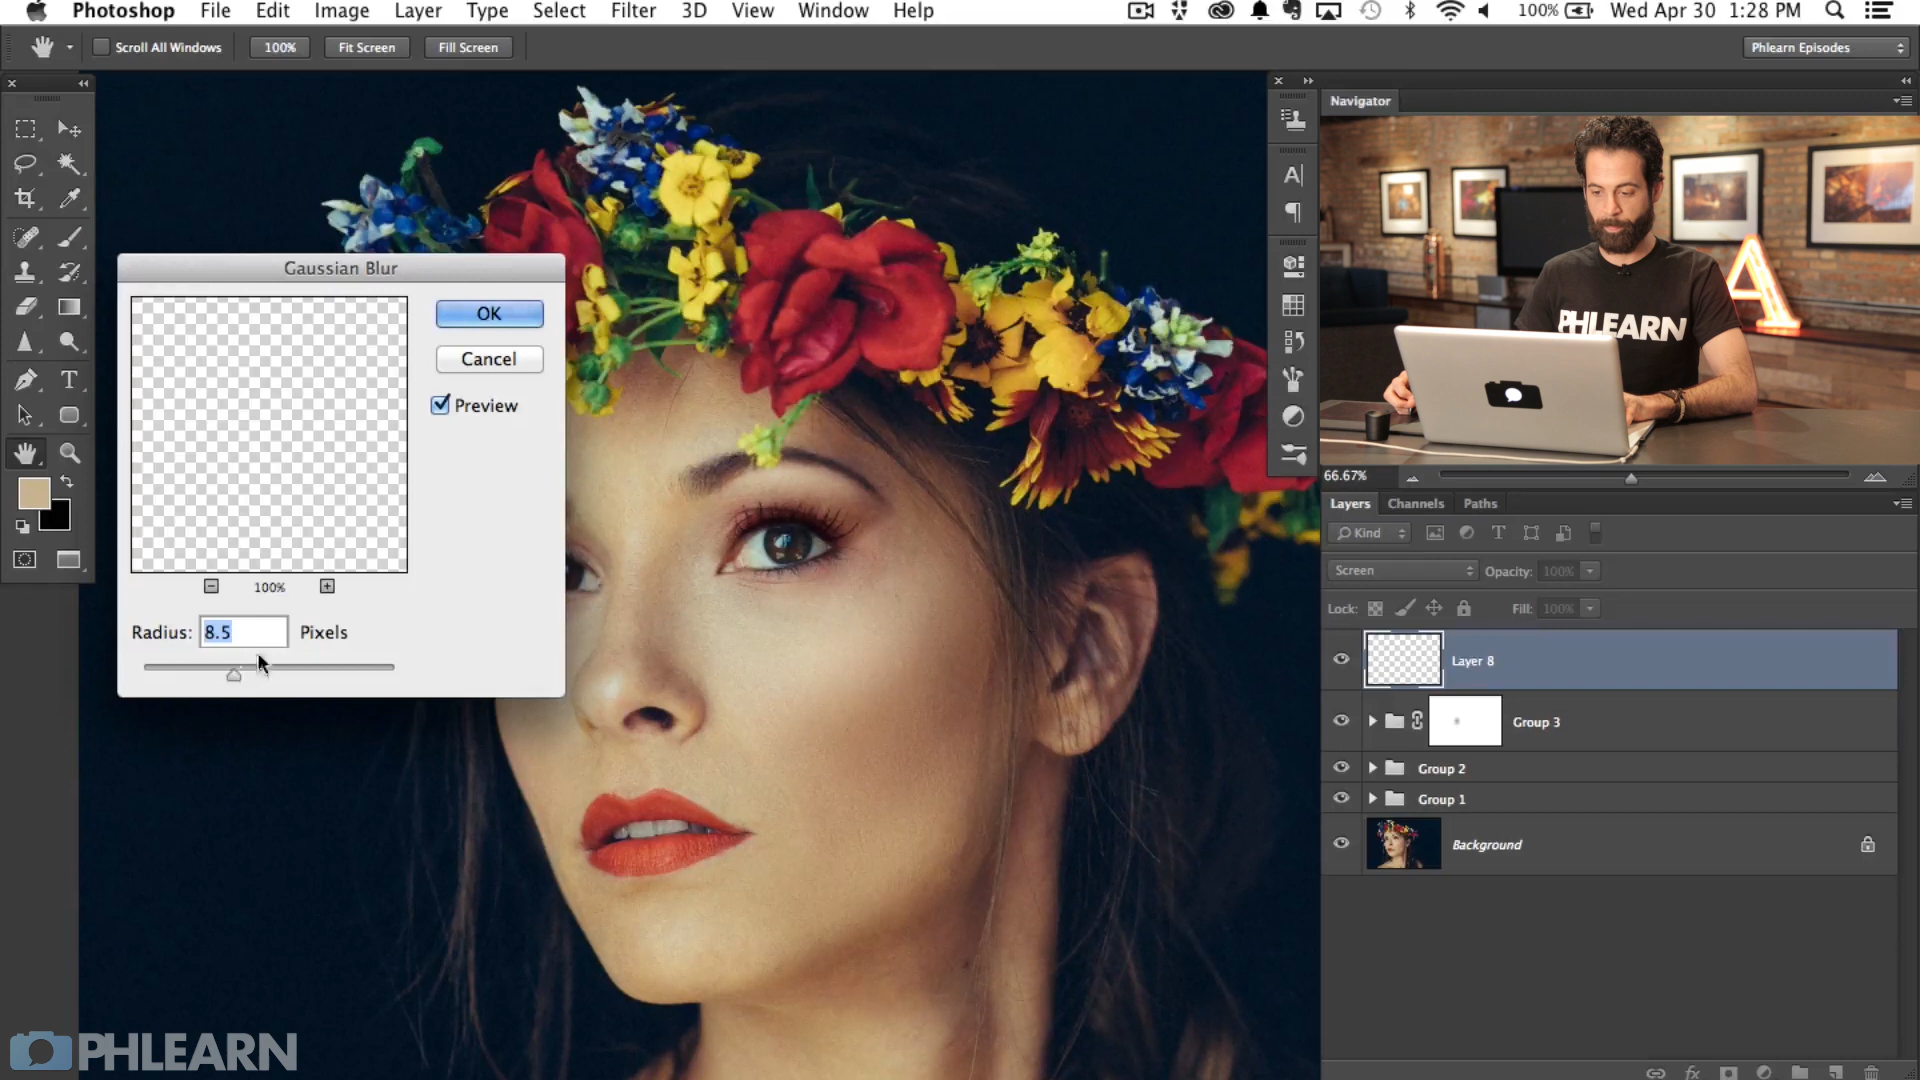 Photoshop File Edit Image Layer Type Select Filter 3D View Window Help 100% Wed Apr 30 1:28 PM
Scroll All Windows 100% Fit Screen Fill Screen Phlearn Episodes
Navigator
Gaussian Blur
OK
Cancel
Preview
100%
Radius: 8.5 Pixels
PHLEARN
A
66.67%
Layers Channels Paths
Kind
Screen Opacity: 100%
Lock: Fill: 100%
Layer 8
Group 3
Group 2
Group 1
Background
fx
PHLEARN